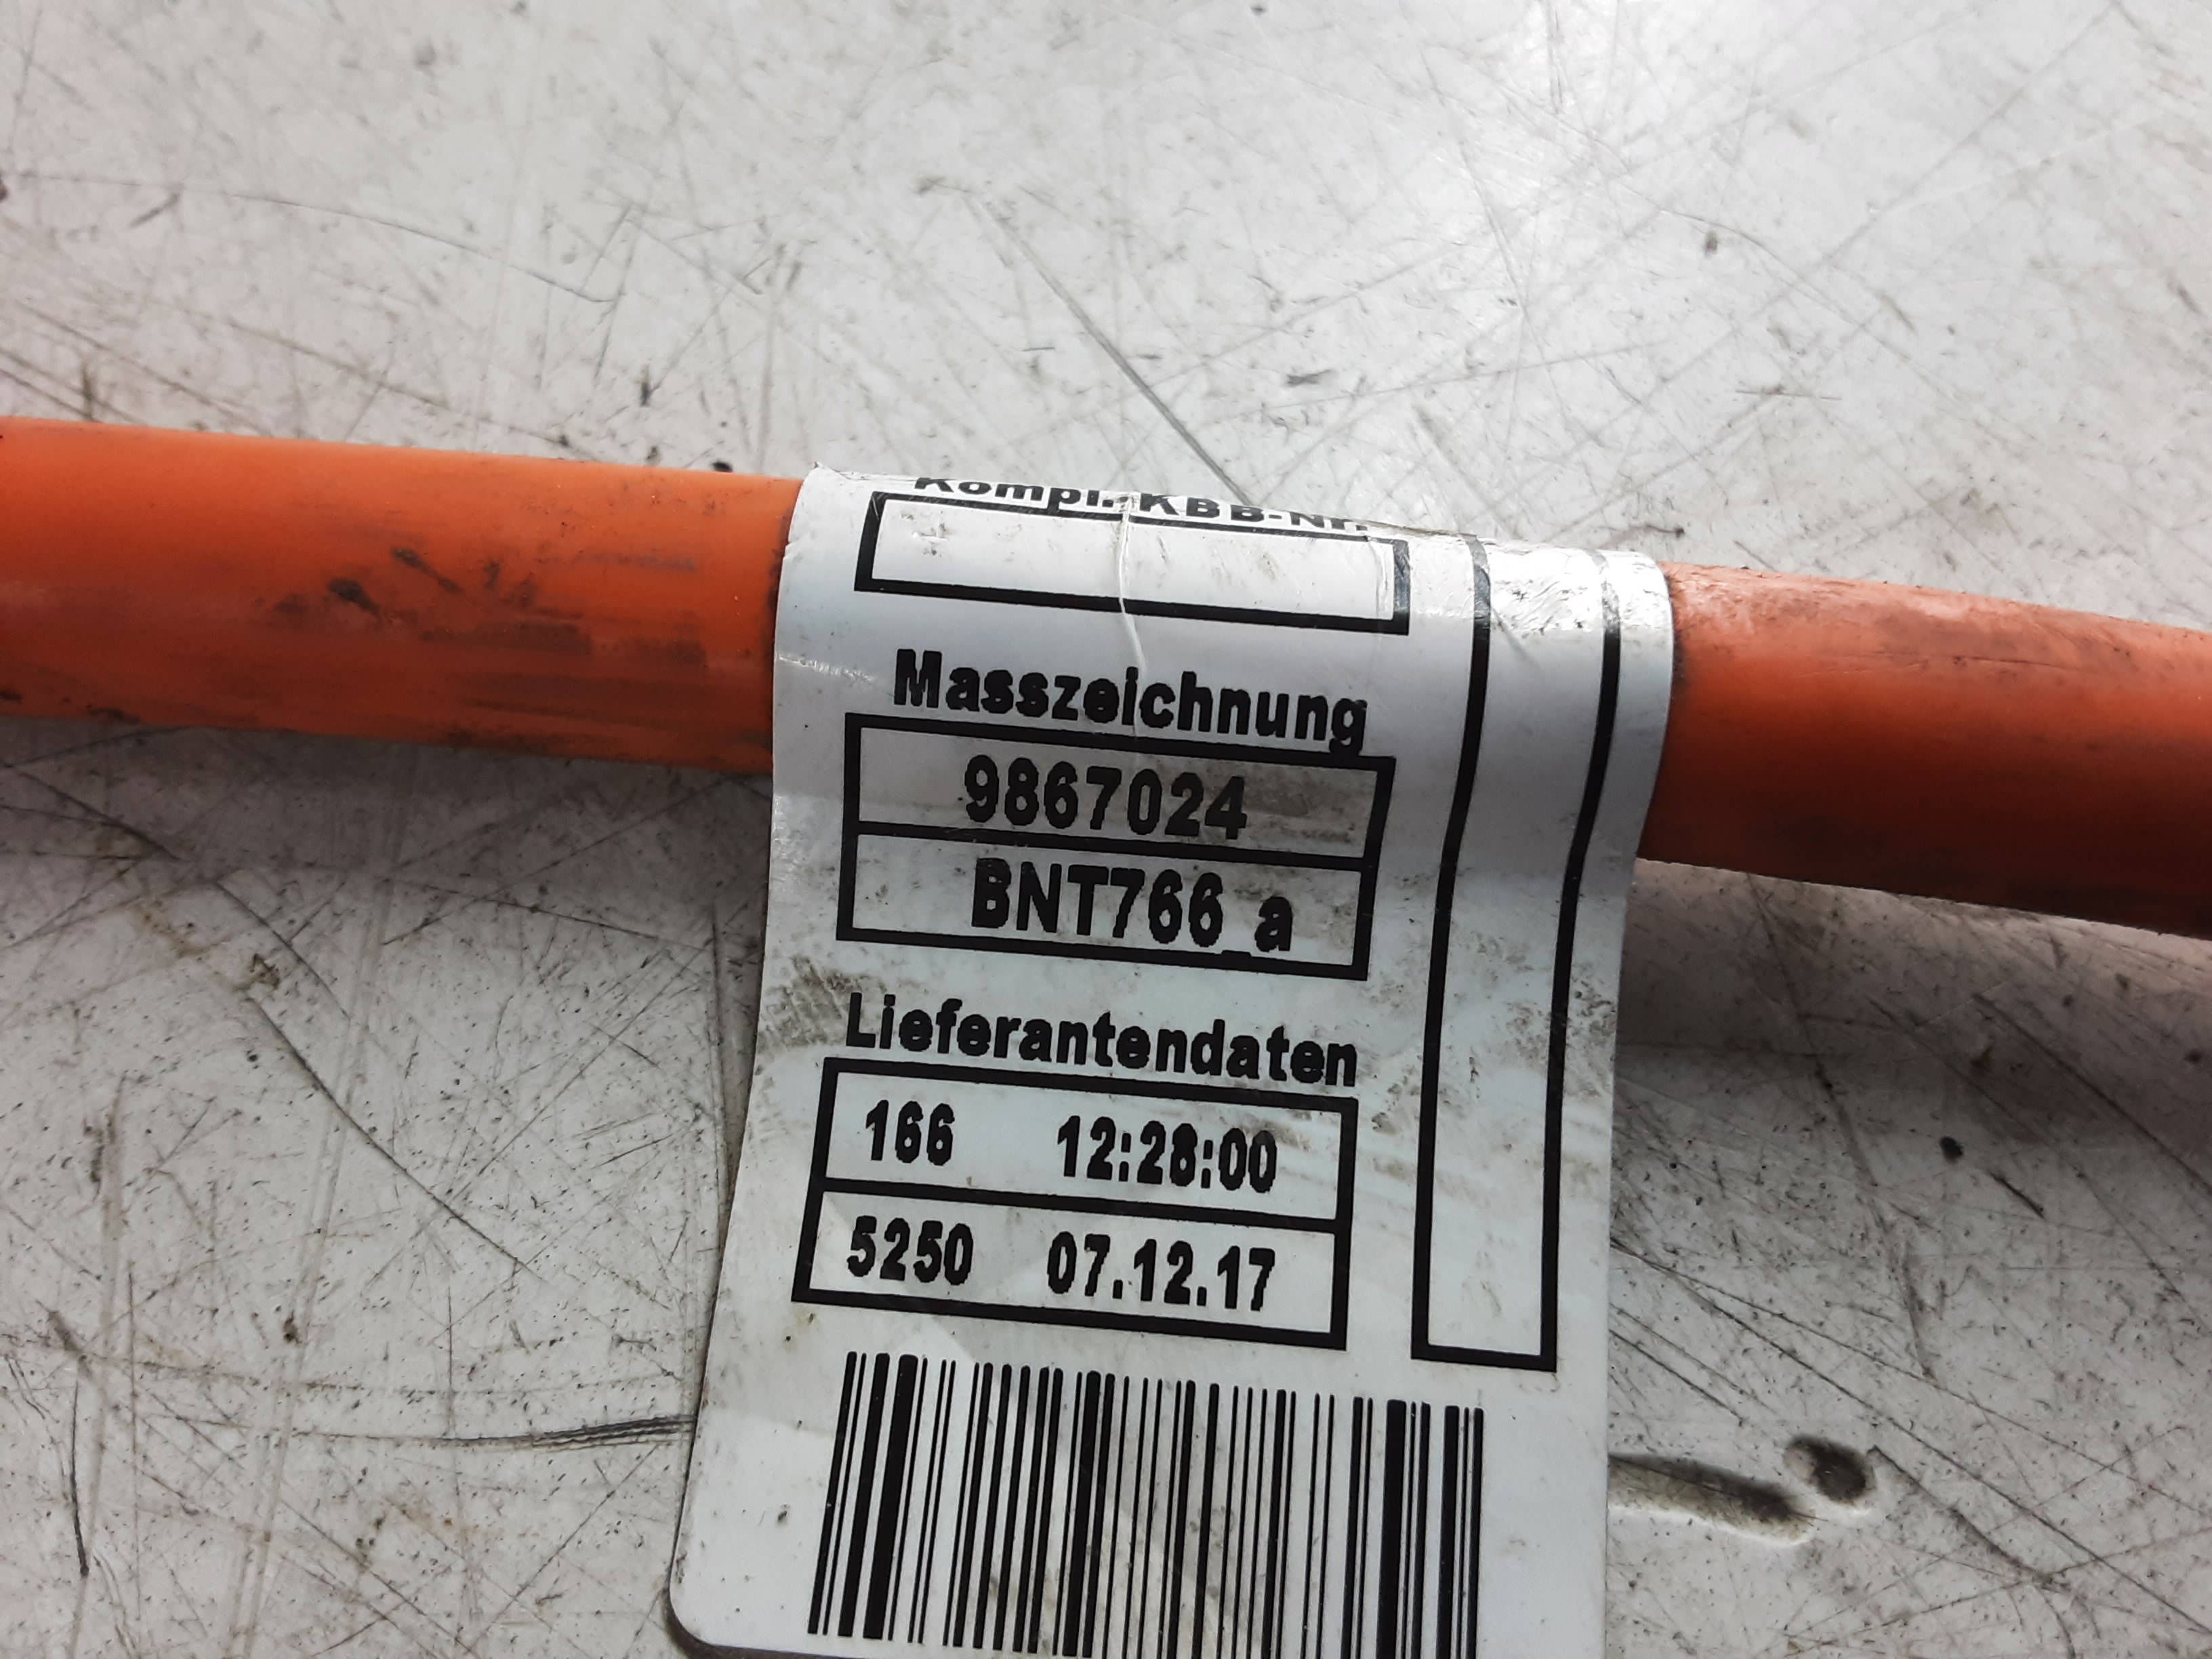 Kompl. KBB-Nr.
Masszeichnung
9867024
BNT766_a
Lieferantendaten
166 12:28:00
5250 07.12.17